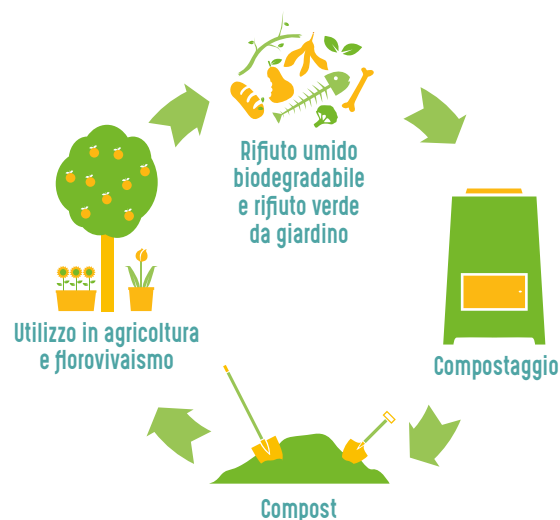 Rifiuto umido
biodegradabile
e rifiuto verde
da giardino
Utilizzo in agricoltura
e florovivaismo
Compostaggio
Compost